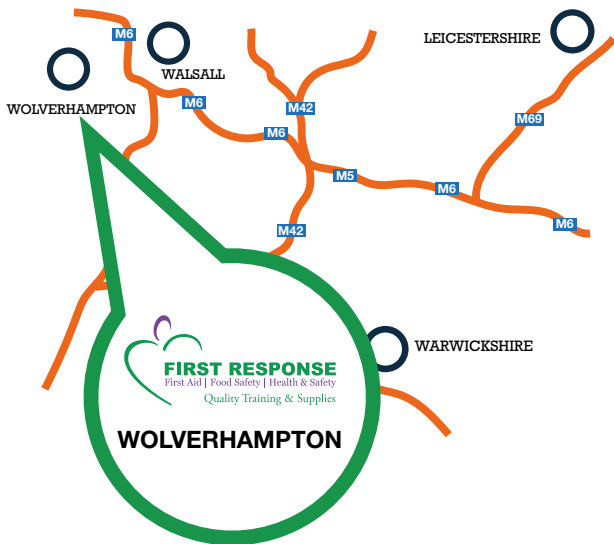 M6
LEICESTERSHIRE
WALSALL
WOLVERHAMPTON
M6
M42
M69
M6
M5
M6
M6
M42
WARWICKSHIRE
FIRST RESPONSE
First Aid | Food Safety | Health & Safety
Quality Training & Supplies
WOLVERHAMPTON